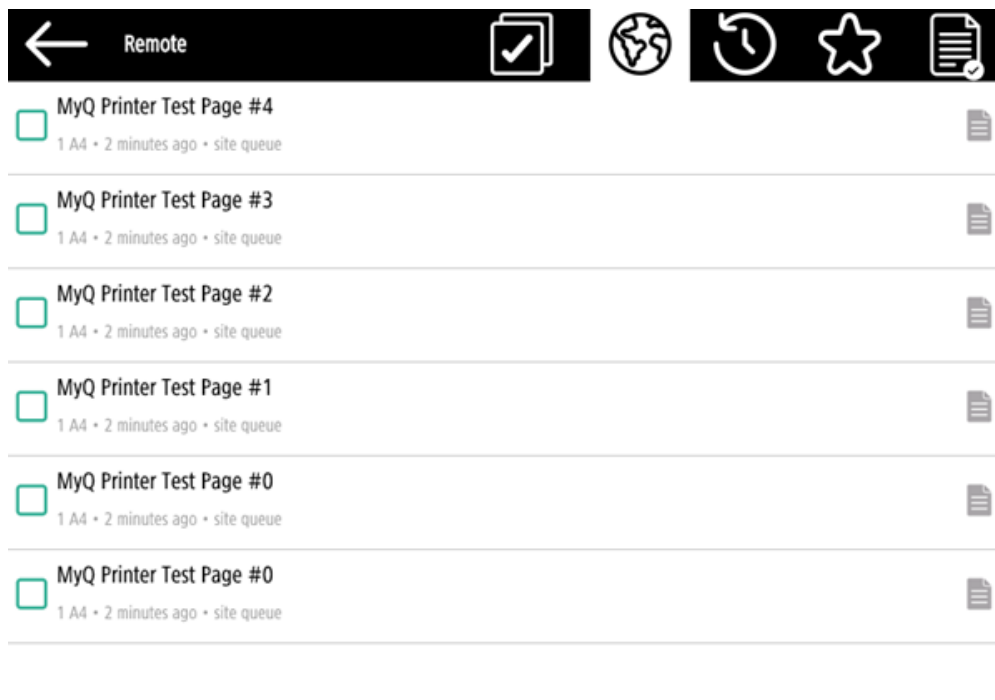 Remote
MyQ Printer Test Page #4
1 A4 • 2 minutes ago • site queue
MyQ Printer Test Page #3
1 A4 • 2 minutes ago • site queue
MyQ Printer Test Page #2
1 A4 • 2 minutes ago • site queue
MyQ Printer Test Page #1
1 A4 • 2 minutes ago • site queue
MyQ Printer Test Page #0
1 A4 • 2 minutes ago • site queue
MyQ Printer Test Page #0
1 A4 • 2 minutes ago • site queue